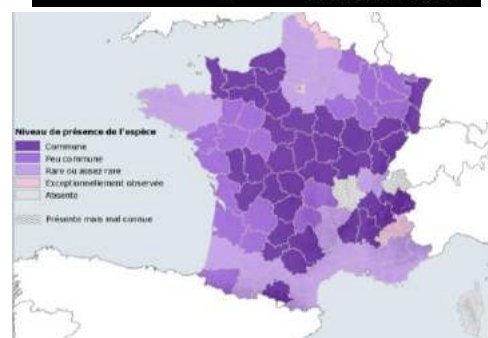 Niveau de présence de l'espèce
Commune
Peu commune
Rare ou assez rare
Exceptionnellement observée
Absente
Présente mais mal connue